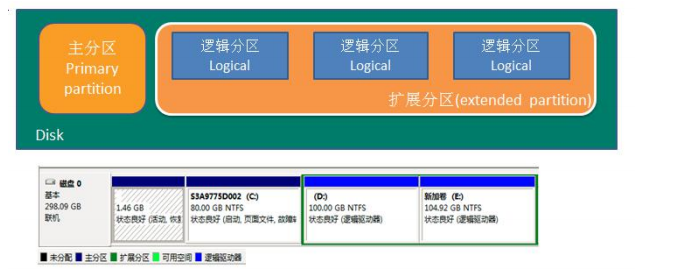 主分区
Primary
partition
逻辑分区
Logical
逻辑分区
Logical
逻辑分区
Logical
扩展分区(extended partition)
Disk
磁盘 0
基本
298.09 GB
联机
1.46 GB
状态良好 (活动, 恢复
S3A9775D002 (C:)
80.00 GB NTFS
状态良好 (启动, 页面文件, 故障
(D:)
100.00 GB NTFS
状态良好 (逻辑驱动器)
新加卷 (E:)
104.92 GB NTFS
状态良好 (逻辑驱动器)
未分配 主分区 扩展分区 可用空间 逻辑驱动器